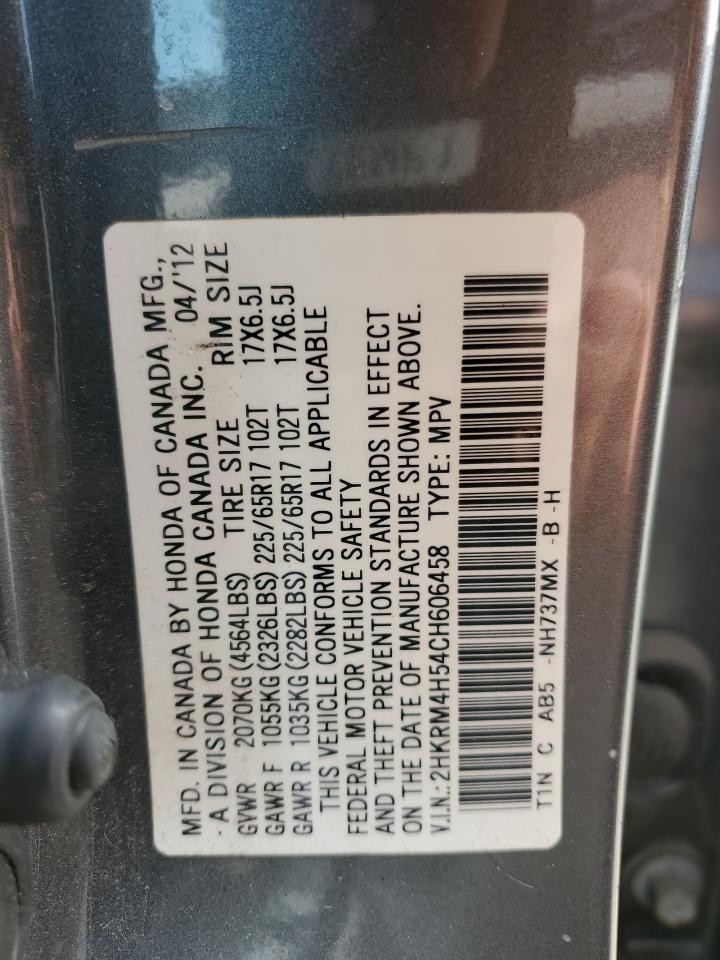 MFD. IN CANADA BY HONDA OF CANADA MFG.,
- A DIVISION OF HONDA CANADA INC. 04/'12
GVWR 2070KG (4564LBS) TIRE SIZE RIM SIZE
GAWR F 1055KG (2326LBS) 225/65R17 102T 17X6.5J
GAWR R 1035KG (2282LBS) 225/65R17 102T 17X6.5J
THIS VEHICLE CONFORMS TO ALL APPLICABLE
FEDERAL MOTOR VEHICLE SAFETY
AND THEFT PREVENTION STANDARDS IN EFFECT
ON THE DATE OF MANUFACTURE SHOWN ABOVE.
V.I.N.: 2HKRM4H54CH606458 TYPE: MPV
T1N C AB5 -NH737MX -B -H